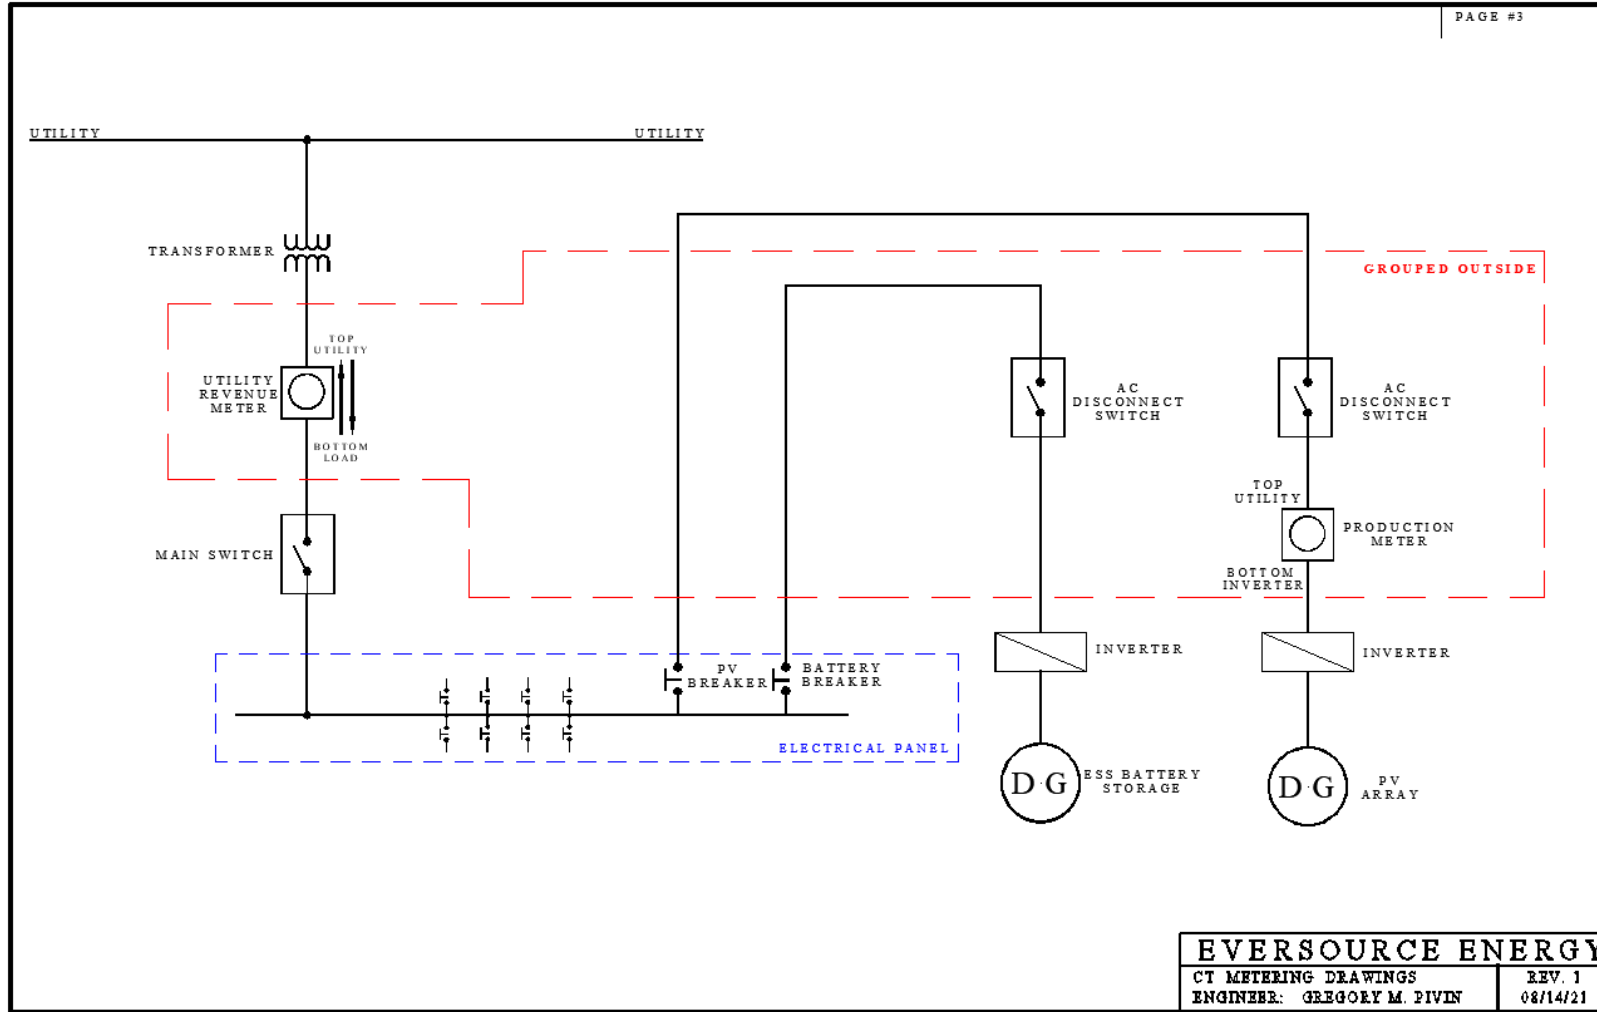 PAGE #3
UTILITY
UTILITY
TRANSFORMER
GROUPED OUTSIDE
TOP
UTILITY
UTILITY
REVENUE
METER
BOTTOM
LOAD
AC
DISCONNECT
SWITCH
AC
DISCONNECT
SWITCH
TOP
UTILITY
PRODUCTION
METER
BOTTOM
INVERTER
MAIN SWITCH
INVERTER
INVERTER
PV
BREAKER
BATTERY
BREAKER
ELECTRICAL PANEL
D·G
ESS BATTERY
STORAGE
D·G
PV
ARRAY
EVERSOURCE ENERGY
CT METERING DRAWINGS
ENGINEER: GREGORY M. PIVIN
REV. 1
08/14/21